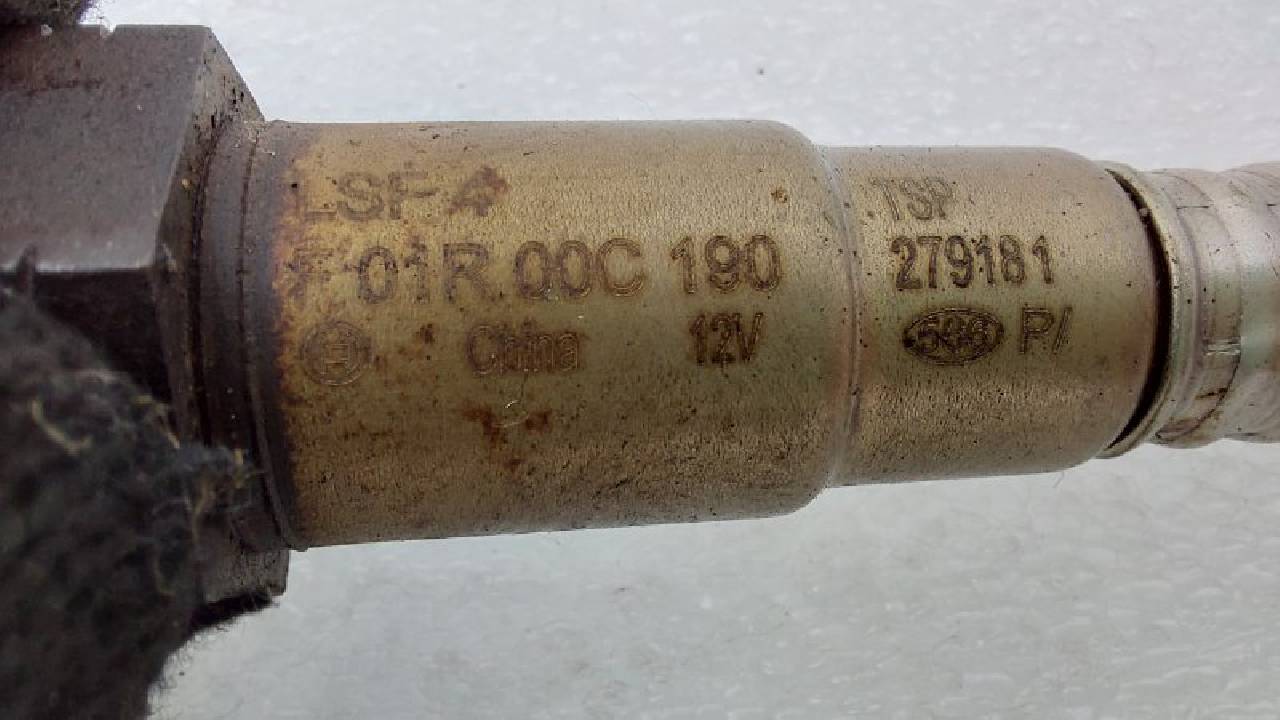 LSF 4
F 01R 00C 190
China 12V
TSP
279181
P/